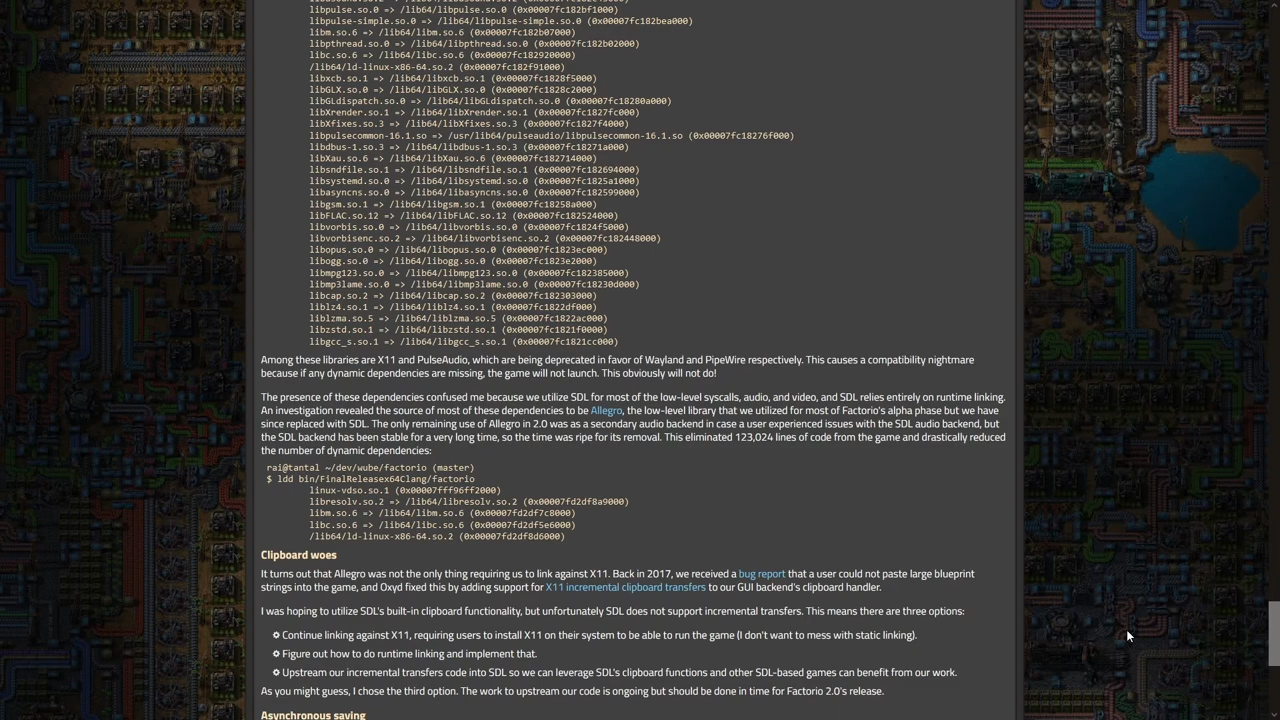 libpulse.so.0 => /lib64/libpulse.so.0 (0x00007fc182bf1000)
libpulse-simple.so.0 => /lib64/libpulse-simple.so.0 (0x00007fc182bea000)
libm.so.6 => /lib64/libm.so.6 (0x00007fc182b07000)
libpthread.so.0 => /lib64/libpthread.so.0 (0x00007fc182b02000)
libc.so.6 => /lib64/libc.so.6 (0x00007fc182920000)
/lib64/ld-linux-x86-64.so.2 (0x00007fc182f91000)
libxcb.so.1 => /lib64/libxcb.so.1 (0x00007fc1828f5000)
libGLX.so.0 => /lib64/libGLX.so.0 (0x00007fc1828c2000)
libGLdispatch.so.0 => /lib64/libGLdispatch.so.0 (0x00007fc18280a000)
libXrender.so.1 => /lib64/libXrender.so.1 (0x00007fc1827fc000)
libXfixes.so.3 => /lib64/libXfixes.so.3 (0x00007fc1827f4000)
libpulsecommon-16.1.so => /usr/lib64/pulseaudio/libpulsecommon-16.1.so (0x00007fc18276f000)
libdbus-1.so.3 => /lib64/libdbus-1.so.3 (0x00007fc18271a000)
libXau.so.6 => /lib64/libXau.so.6 (0x00007fc182714000)
libsndfile.so.1 => /lib64/libsndfile.so.1 (0x00007fc182694000)
libsystemd.so.0 => /lib64/libsystemd.so.0 (0x00007fc1825a1000)
libasyncns.so.0 => /lib64/libasyncns.so.0 (0x00007fc182599000)
libgsm.so.1 => /lib64/libgsm.so.1 (0x00007fc18258a000)
libFLAC.so.12 => /lib64/libFLAC.so.12 (0x00007fc182524000)
libvorbis.so.0 => /lib64/libvorbis.so.0 (0x00007fc1824f5000)
libvorbisenc.so.2 => /lib64/libvorbisenc.so.2 (0x00007fc182448000)
libopus.so.0 => /lib64/libopus.so.0 (0x00007fc1823ec000)
libogg.so.0 => /lib64/libogg.so.0 (0x00007fc1823e2000)
libmpg123.so.0 => /lib64/libmpg123.so.0 (0x00007fc182385000)
libmp3lame.so.0 => /lib64/libmp3lame.so.0 (0x00007fc18230d000)
libcap.so.2 => /lib64/libcap.so.2 (0x00007fc182303000)
liblz4.so.1 => /lib64/liblz4.so.1 (0x00007fc1822df000)
liblzma.so.5 => /lib64/liblzma.so.5 (0x00007fc1822ac000)
libzstd.so.1 => /lib64/libzstd.so.1 (0x00007fc1821f0000)
libgcc_s.so.1 => /lib64/libgcc_s.so.1 (0x00007fc1821cc000)
Among these libraries are X11 and PulseAudio, which are being deprecated in favor of Wayland and PipeWire respectively. This causes a compatibility nightmare
because if any dynamic dependencies are missing, the game will not launch. This obviously will not do!
The presence of these dependencies confused me because we utilize SDL for most of the low-level syscalls, audio, and video, and SDL relies entirely on runtime linking.
An investigation revealed the source of most of these dependencies to be Allegro, the low-level library that we utilized for most of Factorio's alpha phase but we have
since replaced with SDL. The only remaining use of Allegro in 2.0 was as a secondary audio backend in case a user experienced issues with the SDL audio backend, but
the SDL backend has been stable for a very long time, so the time was ripe for its removal. This eliminated 123,024 lines of code from the game and drastically reduced
the number of dynamic dependencies:
rai@tantal ~/dev/wube/factorio (master)
$ ldd bin/FinalReleasex64Clang/factorio
linux-vdso.so.1 (0x00007fff96ff2000)
libresolv.so.2 => /lib64/libresolv.so.2 (0x00007fd2df8a9000)
libm.so.6 => /lib64/libm.so.6 (0x00007fd2df7c8000)
libc.so.6 => /lib64/libc.so.6 (0x00007fd2df5e6000)
/lib64/ld-linux-x86-64.so.2 (0x00007fd2df8d6000)
Clipboard woes
It turns out that Allegro was not the only thing requiring us to link against X11. Back in 2017, we received a bug report that a user could not paste large blueprint
strings into the game, and Oxyd fixed this by adding support for X11 incremental clipboard transfers to our GUI backend's clipboard handler.
I was hoping to utilize SDL's built-in clipboard functionality, but unfortunately SDL does not support incremental transfers. This means there are three options:
Continue linking against X11, requiring users to install X11 on their system to be able to run the game (I don't want to mess with static linking).
Figure out how to do runtime linking and implement that.
Upstream our incremental transfers code into SDL so we can leverage SDL's clipboard functions and other SDL-based games can benefit from our work.
As you might guess, I chose the third option. The work to upstream our code is ongoing but should be done in time for Factorio 2.0's release.
Asynchronous saving